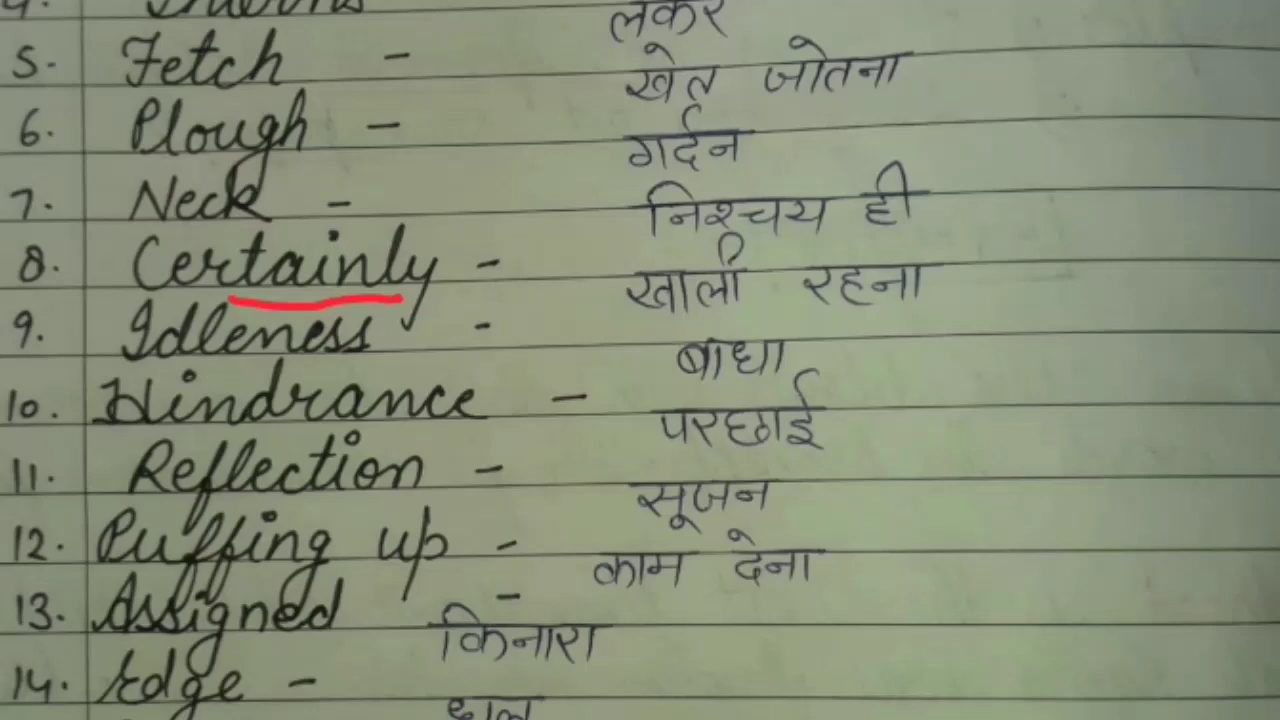 लेकर
5. Fetch -
खेत जोतना
6. Plough -
गर्दन
7. Neck -
निश्चय ही
8. Certainly -
खाली रहना
9. Idleness -
बाधा
10. Hindrance -
परछाई
11. Reflection -
सूजन
12. Puffing up -
काम देना
13. Assigned -
किनारा
14. Edge -